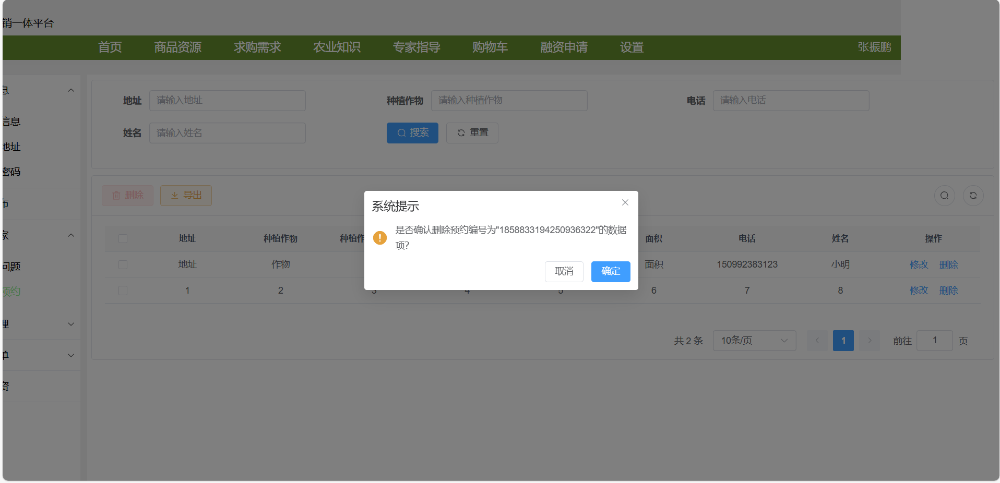 销一体平台
首页 商品资源 求购需求 农业知识 专家指导 购物车 融资申请 设置 张振鹏
息
信息
地址
密码
布
家
问题
预约
理
单
资
地址 请输入地址 种植作物 请输入种植作物 电话 请输入电话
姓名 请输入姓名 搜索 重置
删除 导出
地址 种植作物 种植作 面积 电话 姓名 操作
地址 作物 面积 150992383123 小明 修改 删除
1 2 3 4 5 6 7 8 修改 删除
共 2 条 10条/页 1 前往 1 页
系统提示
是否确认删除预约编号为"1858833194250936322"的数据
项?
取消 确定